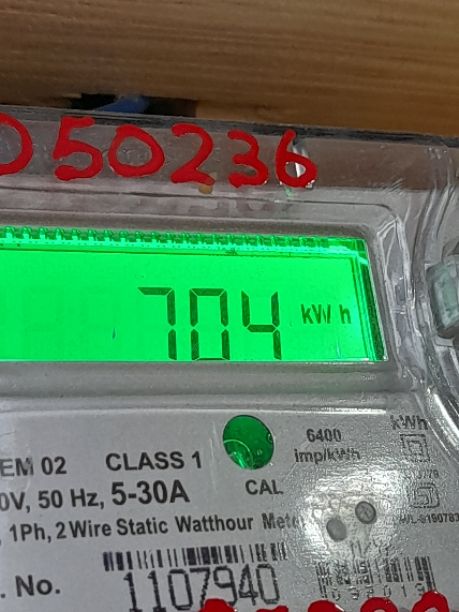 050236
704 kWh
6400
imp/kWh
kWh
EM 02 CLASS 1
CAL
0V, 50 Hz, 5-30A
, 1Ph, 2 Wire Static Watthour
. No.
1107940